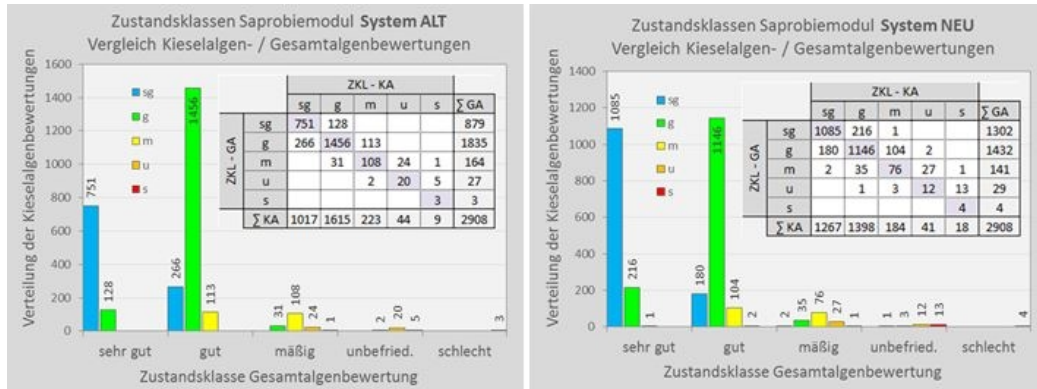 Zustandsklassen Saprobiemodul System ALT
Vergleich Kieselalgen- / Gesamtalgenbewertungen
Verteilung der Kieselalgenbewertungen
1600
1400
1200
1000
800
600
400
200
0
sg
g
m
u
s
ZKL - KA
sg g m u s ∑ GA
ZKL - GA
sg 751 128 879
g 266 1456 113 1835
m 31 108 24 1 164
u 2 20 5 27
s 3 3
∑ KA 1017 1615 223 44 9 2908
751 128
266 1456 113
31 108 24 1
2 20 5
3
sehr gut gut mäßig unbefried. schlecht
Zustandsklasse Gesamtalgenbewertung
Zustandsklassen Saprobiemodul System NEU
Vergleich Kieselalgen- / Gesamtalgenbewertungen
Verteilung der Kieselalgenbewertungen
1400
1200
1000
800
600
400
200
0
sg
g
m
u
s
ZKL - KA
sg g m u s ∑ GA
ZKL - GA
sg 1085 216 1 1302
g 180 1146 104 2 1432
m 2 35 76 27 1 141
u 1 3 12 13 29
s 4 4
∑ KA 1267 1398 184 41 18 2908
1085 216 1
180 1146 104 2
2 35 76 27 1
1 3 12 13
4
sehr gut gut mäßig unbefried. schlecht
Zustandsklasse Gesamtalgenbewertung